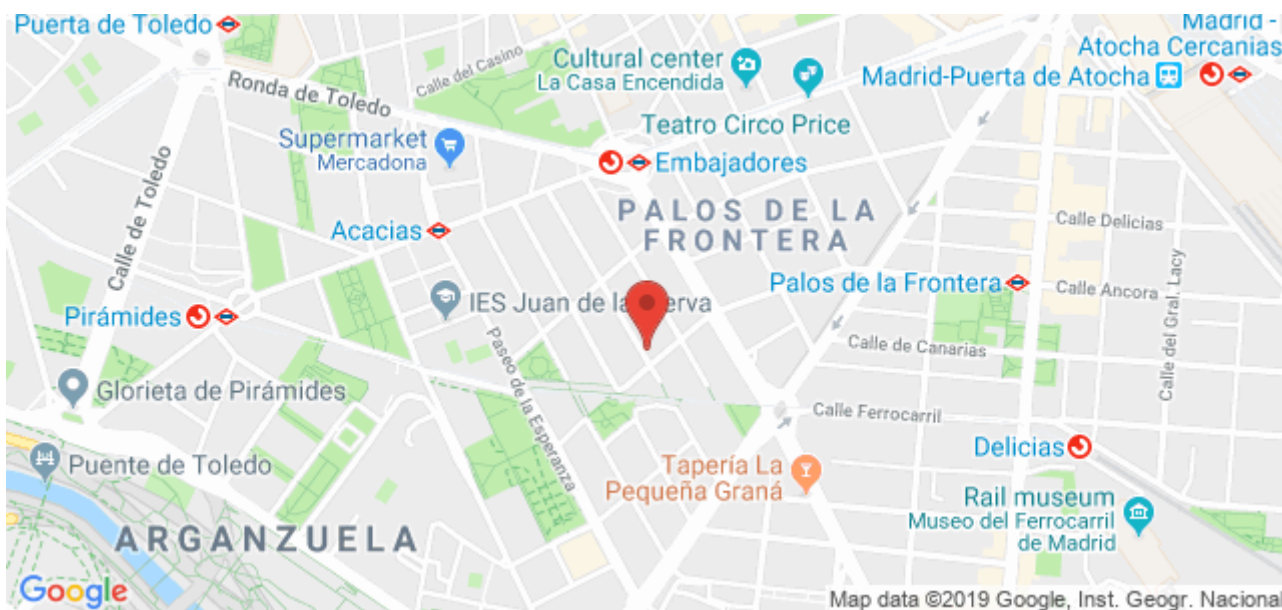 Puerta de Toledo
Madrid -
Atocha Cercanias
Madrid-Puerta de Atocha
Calle del Casino
Cultural center
La Casa Encendida
Ronda de Toledo
Teatro Circo Price
Supermarket
Mercadona
Embajadores
Calle de Toledo
PALOS DE LA
FRONTERA
Acacias
Calle Delicias
Calle del Gral. Lacy
Palos de la Frontera
Calle Ancora
IES Juan de la
Pirámides
Calle de Canarias
Paseo de la Esperanza
Glorieta de Pirámides
Calle Ferrocarril
Delicias
Puente de Toledo
Tapería La
Pequeña Graná
Rail museum
Museo del Ferrocarril
de Madrid
ARGANZUELA
Google
Map data ©2019 Google, Inst. Geogr. Nacional